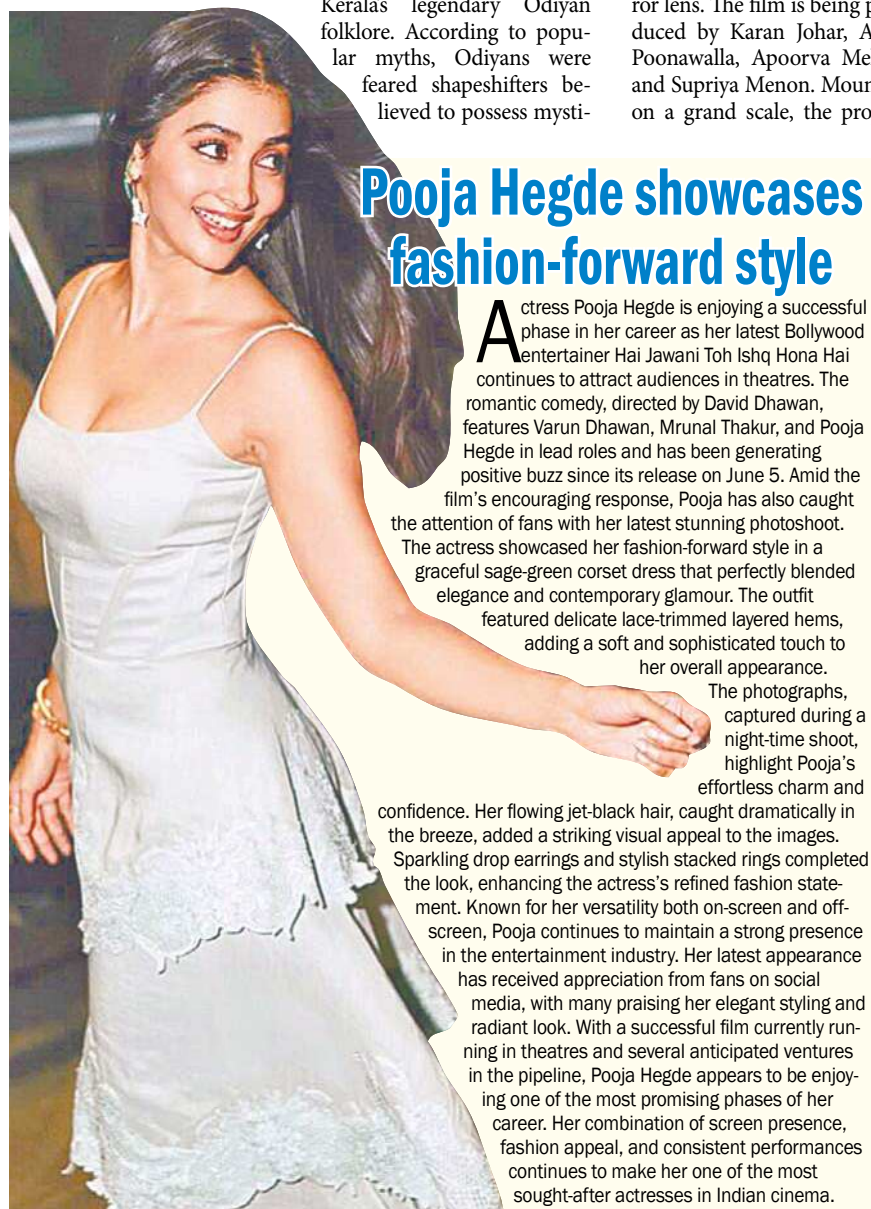 Keralas legendary Odiyan
folklore. According to popu-
lar myths, Odiyans were
feared shapeshifters be-
lieved to possess mysti-
ror lens. The film is being p
duced by Karan Johar, A
Poonawalla, Apoorva Me
and Supriya Menon. Moun
on a grand scale, the pro
Pooja Hegde showcases
fashion-forward style
Actress Pooja Hegde is enjoying a successful
phase in her career as her latest Bollywood
entertainer Hai Jawani Toh Ishq Hona Hai
continues to attract audiences in theatres. The
romantic comedy, directed by David Dhawan,
features Varun Dhawan, Mrunal Thakur, and Pooja
Hegde in lead roles and has been generating
positive buzz since its release on June 5. Amid the
film's encouraging response, Pooja has also caught
the attention of fans with her latest stunning photoshoot.
The actress showcased her fashion-forward style in a
graceful sage-green corset dress that perfectly blended
elegance and contemporary glamour. The outfit
featured delicate lace-trimmed layered hems,
adding a soft and sophisticated touch to
her overall appearance.
The photographs,
captured during a
night-time shoot,
highlight Pooja's
effortless charm and
confidence. Her flowing jet-black hair, caught dramatically in
the breeze, added a striking visual appeal to the images.
Sparkling drop earrings and stylish stacked rings completed
the look, enhancing the actress's refined fashion state-
ment. Known for her versatility both on-screen and off-
screen, Pooja continues to maintain a strong presence
in the entertainment industry. Her latest appearance
has received appreciation from fans on social
media, with many praising her elegant styling and
radiant look. With a successful film currently run-
ning in theatres and several anticipated ventures
in the pipeline, Pooja Hegde appears to be enjoy-
ing one of the most promising phases of her
career. Her combination of screen presence,
fashion appeal, and consistent performances
continues to make her one of the most
sought-after actresses in Indian cinema.